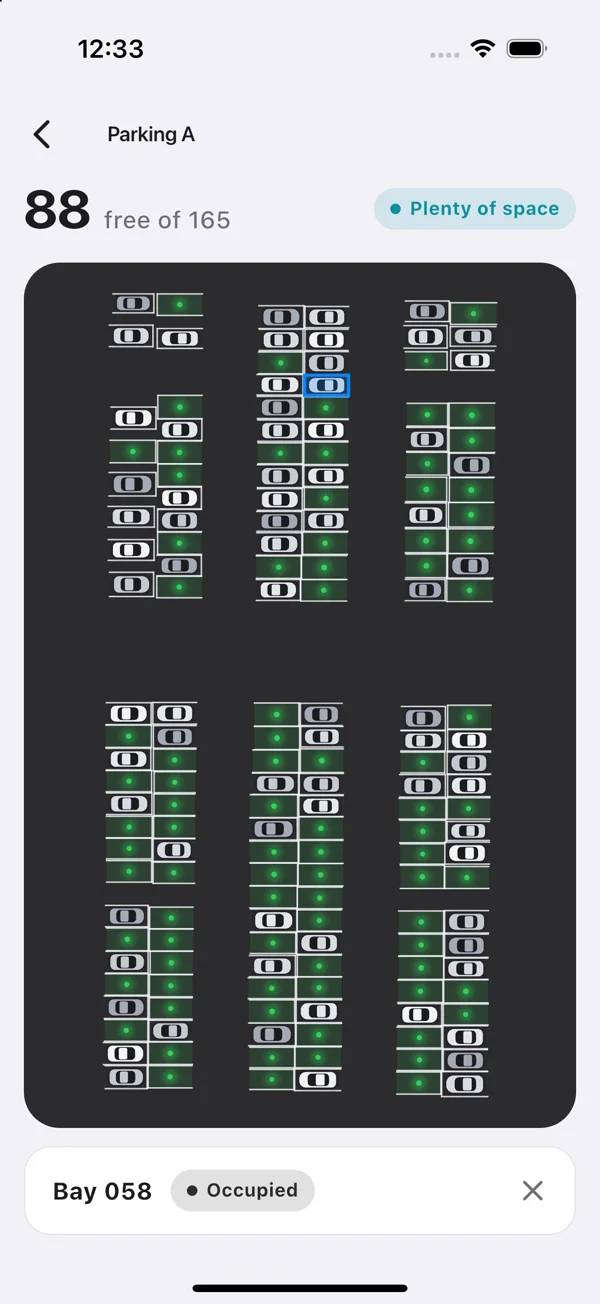 12:33
Parking A
88 free of 165
Plenty of space
Bay 058
Occupied